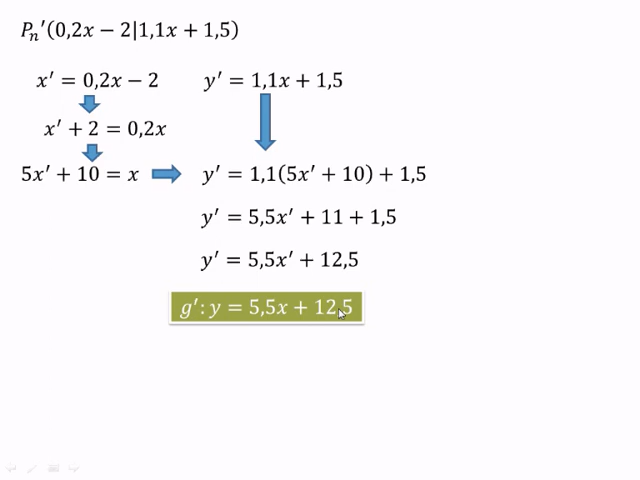 Pₙ′(0,2x − 2|1,1x + 1,5)
x′ = 0,2x − 2
y′ = 1,1x + 1,5
x′ + 2 = 0,2x
5x′ + 10 = x
y′ = 1,1(5x′ + 10) + 1,5
y′ = 5,5x′ + 11 + 1,5
y′ = 5,5x′ + 12,5
g′: y = 5,5x + 12,5